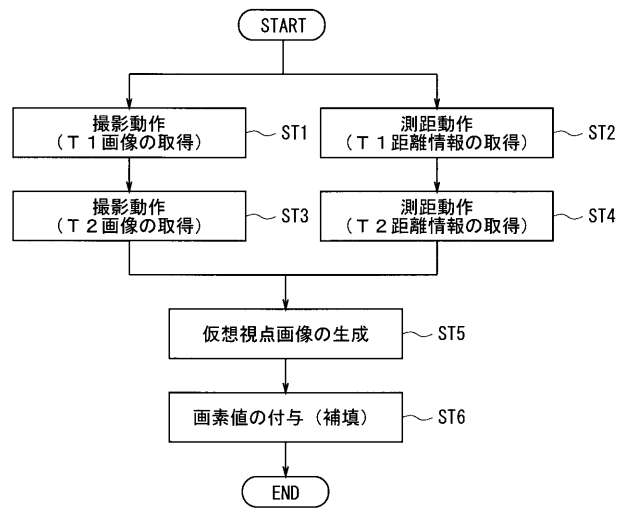 START
撮影動作
(T1画像の取得)
ST1
測距動作
(T1距離情報の取得)
ST2
撮影動作
(T2画像の取得)
ST3
測距動作
(T2距離情報の取得)
ST4
仮想視点画像の生成
ST5
画素値の付与(補填)
ST6
END